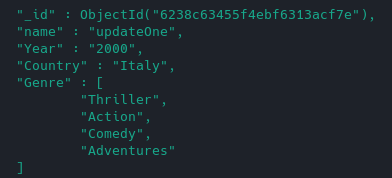 "_id" : ObjectId("6238c63455f4ebf6313acf7e"),
"name" : "updateOne",
"Year" : "2000",
"Country" : "Italy",
"Genre" : [
"Thriller",
"Action",
"Comedy",
"Adventures"
]